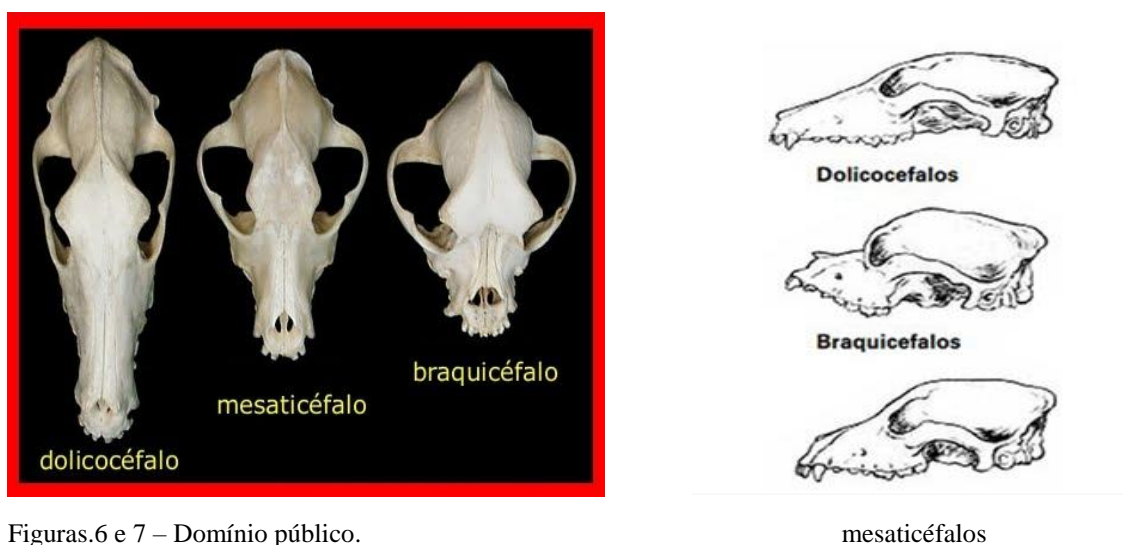 dolicocéfalo
mesaticéfalo
braquicéfalo
Dolicocefalos
Braquicefalos
Figuras.6 e 7 – Domínio público.
mesaticéfalos